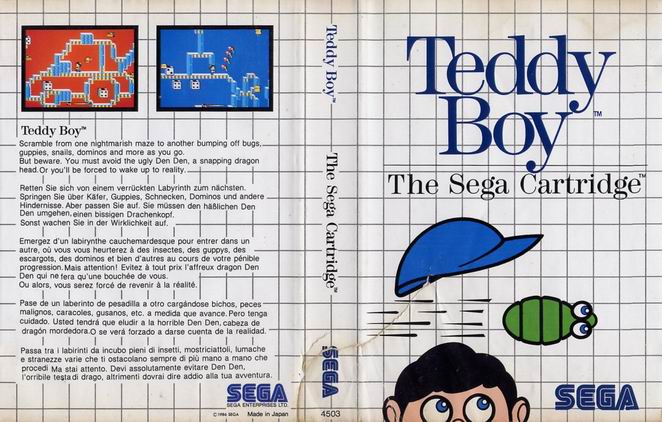 Teddy Boy™
Scramble from one nightmarish maze to another bumping off bugs,
guppies, snails, dominos and more as you go.
But beware. You must avoid the ugly Den Den, a snapping dragon
head. Or you'll be forced to wake up to reality.
Retten Sie sich von einem verrückten Labyrinth zum nächsten.
Springen Sie über Käfer, Guppies, Schnecken, Dominos und andere
Hindernisse. Aber passen Sie auf. Sie müssen den häßlichen Den
Den umgehen, einen bissigen Drachenkopf.
Sonst wachen Sie in der Wirklichkeit auf.
Emergez d'un labirynthe cauchemardesque pour entrer dans un
autre, où vous vous heurterez à des insectes, des guppys, des
escargots, des dominos et bien d'autres au cours de votre pénible
progression. Mais attention! Evitez à tout prix l'affreux dragon Den
Den qui ne fera qu'une bouchée de vous.
Ou alors, vous serez forcé de revenir à la réalité.
Pase de un laberinto de pesadilla a otro cargándose bichos, peces
malignos, caracoles, gusanos, etc. a medida que avance. Pero tenga
cuidado. Usted tendrá que eludir a la horrible Den Den, cabeza de
dragón mordedora. O se verá forzado a darse cuenta de la realidad.
Passa tra i labirinti da incubo pieni di insetti, mostriciattoli, lumache
e stranezze varie che ti ostacolano sempre di più mano a mano che
procedi Ma stai attento. Devi assolutamente evitare Den Den,
l'orribile testa di drago, altrimenti dovrai dire addio alla tua avventura.
SEGA
SEGA ENTERPRISES LTD.
© 1986 SEGA Made in Japan
Teddy Boy™
The Sega Cartridge™
SEGA
4503
Teddy
Boy™
The Sega Cartridge™
SEGA